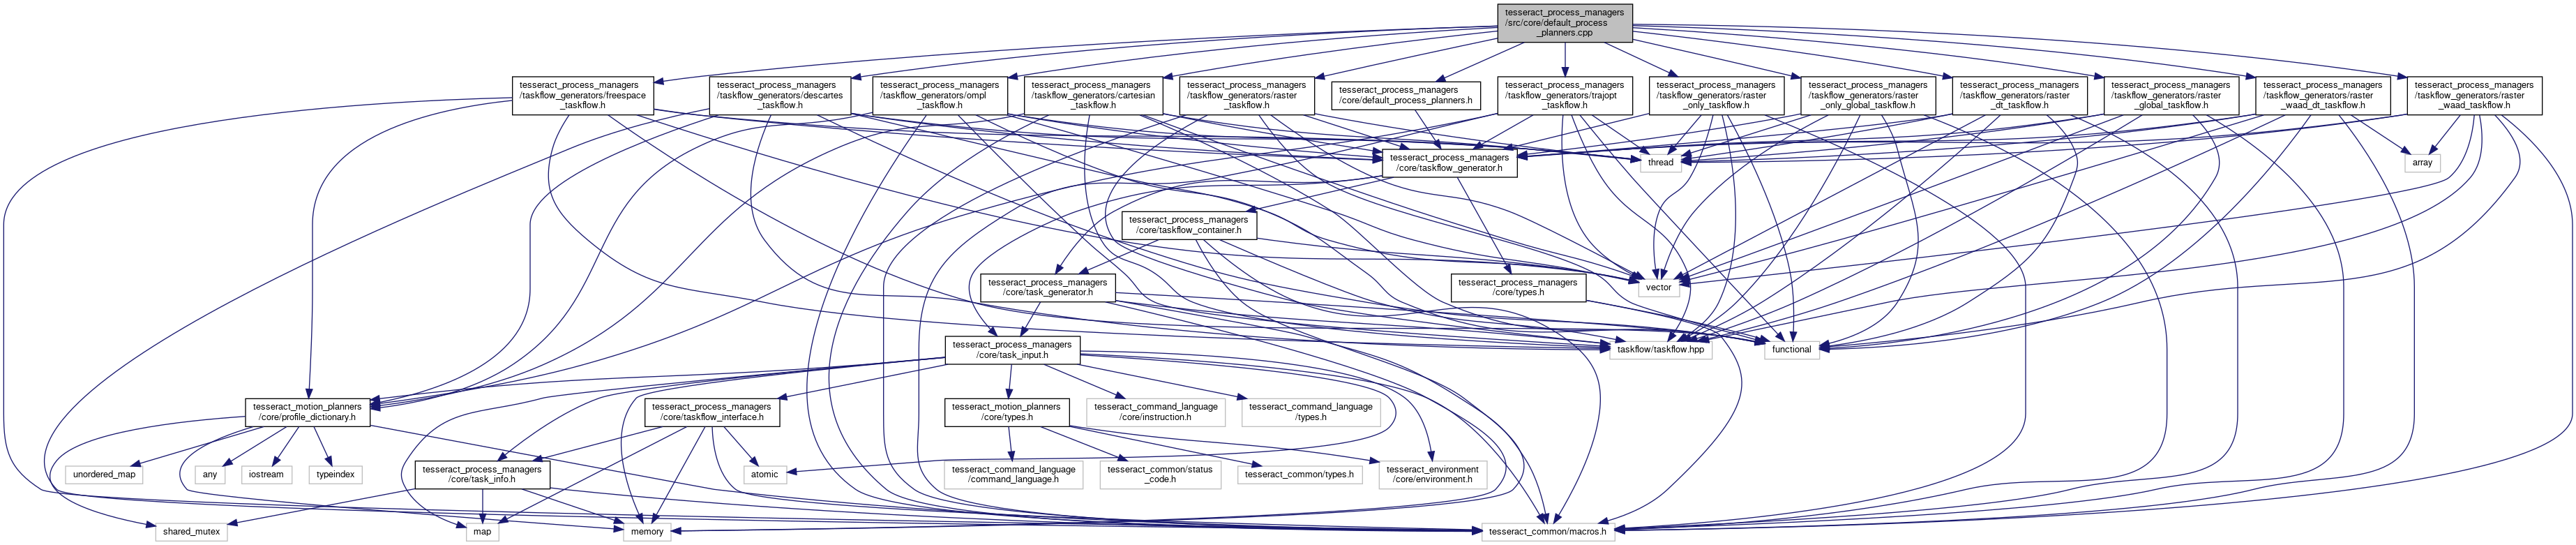 tesseract_process_managers
/src/core/default_process
_planners.cpp
tesseract_process_managers
/taskflow_generators/freespace
_taskflow.h
tesseract_process_managers
/taskflow_generators/descartes
_taskflow.h
tesseract_process_managers
/taskflow_generators/ompl
_taskflow.h
tesseract_process_managers
/taskflow_generators/cartesian
_taskflow.h
tesseract_process_managers
/taskflow_generators/raster
_taskflow.h
tesseract_process_managers
/core/default_process_planners.h
tesseract_process_managers
/taskflow_generators/trajopt
_taskflow.h
tesseract_process_managers
/taskflow_generators/raster
_only_taskflow.h
tesseract_process_managers
/taskflow_generators/raster
_only_global_taskflow.h
tesseract_process_managers
/taskflow_generators/raster
_dt_taskflow.h
tesseract_process_managers
/taskflow_generators/raster
_global_taskflow.h
tesseract_process_managers
/taskflow_generators/raster
_waad_dt_taskflow.h
tesseract_process_managers
/taskflow_generators/raster
_waad_taskflow.h
tesseract_process_managers
/core/taskflow_generator.h
thread
array
tesseract_process_managers
/core/taskflow_container.h
tesseract_process_managers
/core/task_generator.h
tesseract_process_managers
/core/types.h
vector
tesseract_process_managers
/core/task_input.h
taskflow/taskflow.hpp
functional
tesseract_motion_planners
/core/profile_dictionary.h
tesseract_process_managers
/core/taskflow_interface.h
tesseract_motion_planners
/core/types.h
tesseract_command_language
/core/instruction.h
tesseract_command_language
/types.h
unordered_map
any
iostream
typeindex
tesseract_process_managers
/core/task_info.h
atomic
tesseract_command_language
/command_language.h
tesseract_common/status
_code.h
tesseract_common/types.h
tesseract_environment
/core/environment.h
shared_mutex
map
memory
tesseract_common/macros.h